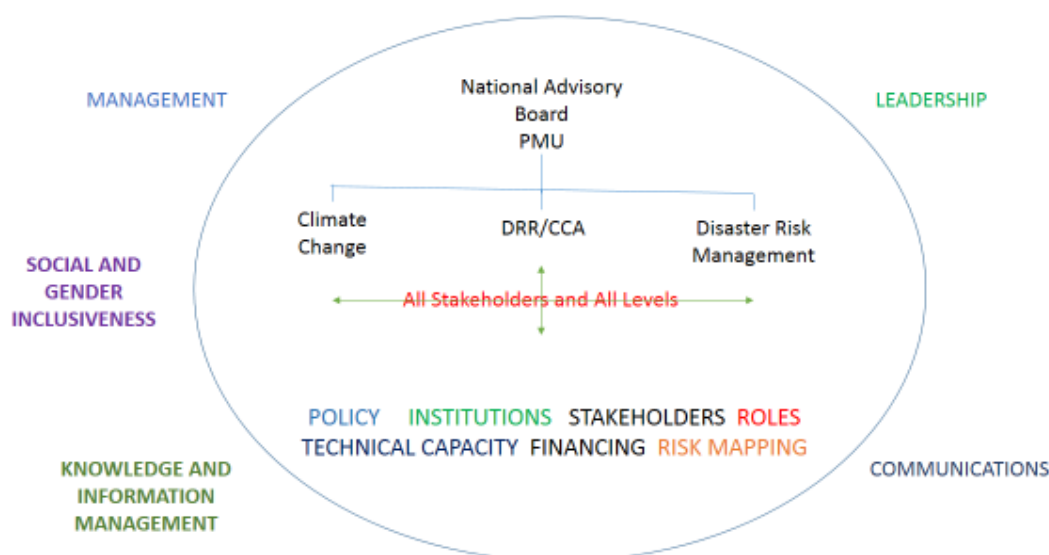 National Advisory
Board
PMU
MANAGEMENT
LEADERSHIP
Climate
Change
DRR/CCA
Disaster Risk
Management
SOCIAL AND
GENDER
INCLUSIVENESS
All Stakeholders and All Levels
POLICY INSTITUTIONS STAKEHOLDERS ROLES
TECHNICAL CAPACITY FINANCING RISK MAPPING
KNOWLEDGE AND
INFORMATION
MANAGEMENT
COMMUNICATIONS